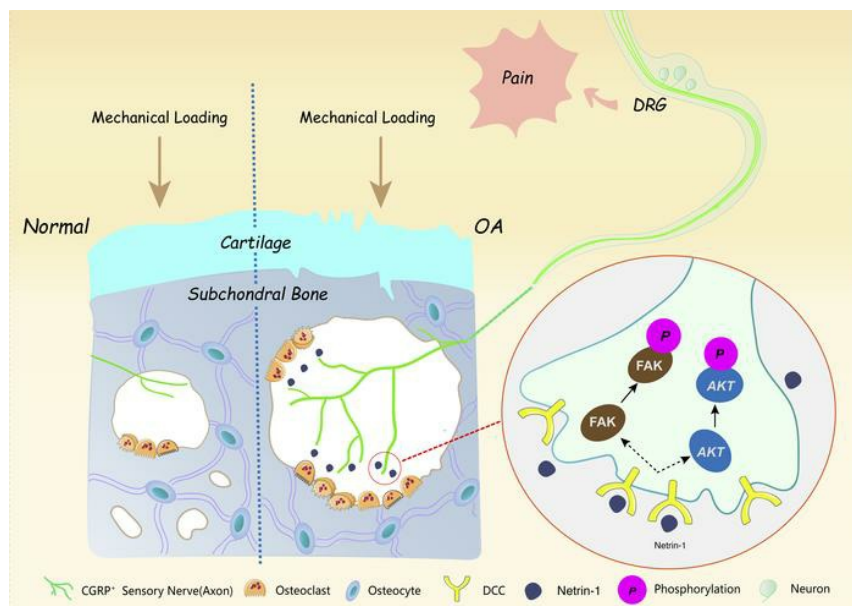 Pain
DRG
Mechanical Loading
Mechanical Loading
Normal
OA
Cartilage
Subchondral Bone
P
FAK
P
AKT
FAK
AKT
Netrin-1
CGRP⁺ Sensory Nerve(Axon)
Osteoclast
Osteocyte
DCC
Netrin-1
P
Phosphorylation
Neuron